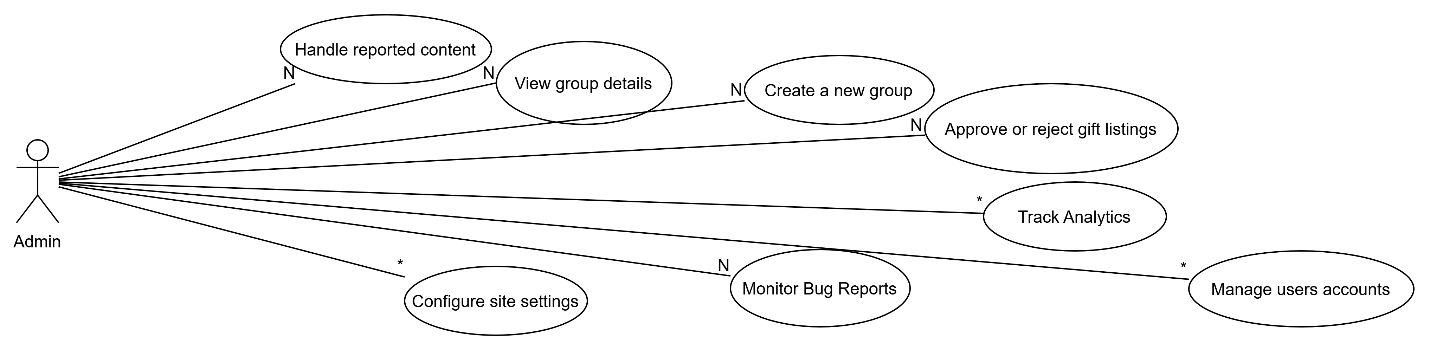 Handle reported content
N
N
View group details
N
Create a new group
N
Approve or reject gift listings
*
Track Analytics
Admin
*
Configure site settings
N
Monitor Bug Reports
*
Manage users accounts